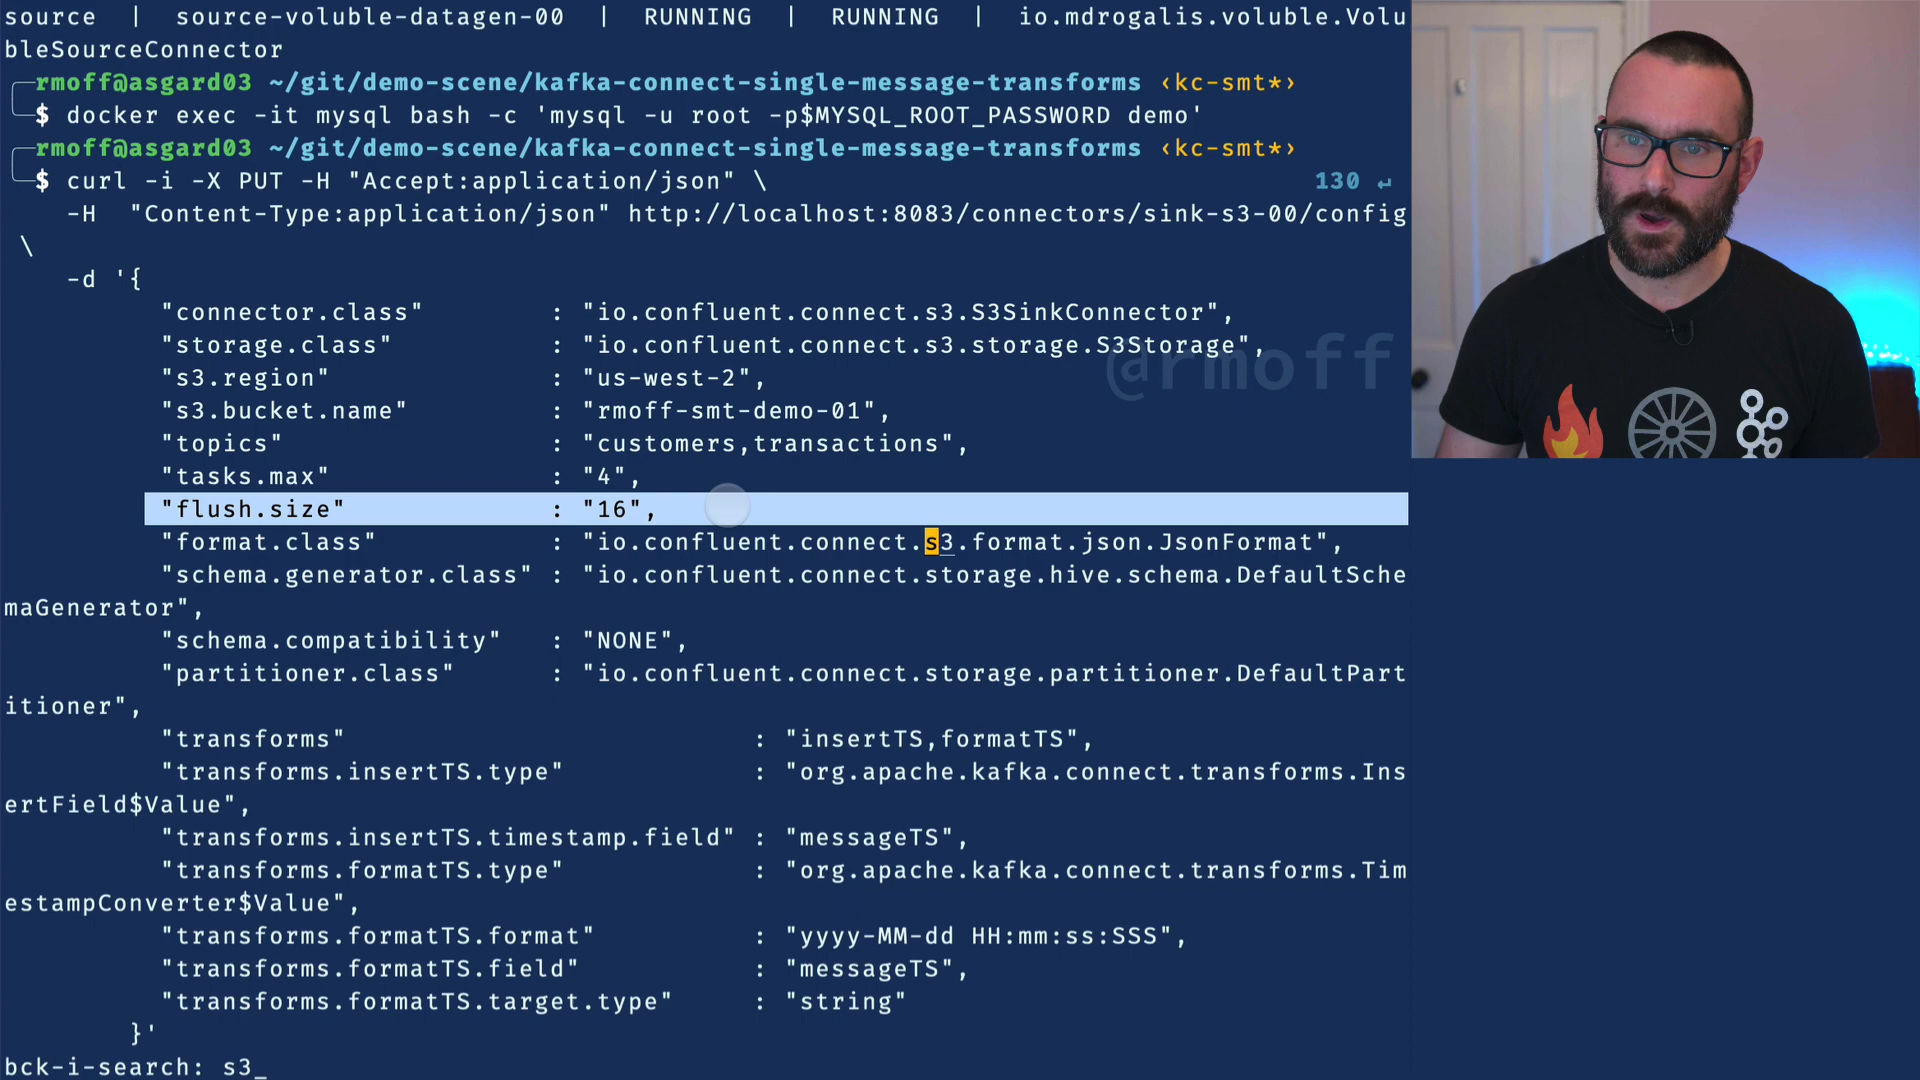 source  |  source-voluble-datagen-00  |  RUNNING  |  RUNNING  |  io.mdrogalis.voluble.Volu
bleSourceConnector
rmoff@asgard03 ~/git/demo-scene/kafka-connect-single-message-transforms ‹kc-smt*›
$ docker exec -it mysql bash -c 'mysql -u root -p$MYSQL_ROOT_PASSWORD demo'
rmoff@asgard03 ~/git/demo-scene/kafka-connect-single-message-transforms ‹kc-smt*›
$ curl -i -X PUT -H "Accept:application/json" \ 130 ↵
-H  "Content-Type:application/json" http://localhost:8083/connectors/sink-s3-00/config
\
-d '{
"connector.class"        : "io.confluent.connect.s3.S3SinkConnector",
"storage.class"          : "io.confluent.connect.s3.storage.S3Storage",
@rmoff
"s3.region"              : "us-west-2",
"s3.bucket.name"         : "rmoff-smt-demo-01",
"topics"                 : "customers,transactions",
"tasks.max"              : "4",
"flush.size"             : "16",
"format.class"           : "io.confluent.connect.s3.format.json.JsonFormat",
"schema.generator.class" : "io.confluent.connect.storage.hive.schema.DefaultSche
maGenerator",
"schema.compatibility"   : "NONE",
"partitioner.class"      : "io.confluent.connect.storage.partitioner.DefaultPart
itioner",
"transforms"                          : "insertTS,formatTS",
"transforms.insertTS.type"            : "org.apache.kafka.connect.transforms.Ins
ertField$Value",
"transforms.insertTS.timestamp.field" : "messageTS",
"transforms.formatTS.type"            : "org.apache.kafka.connect.transforms.Tim
estampConverter$Value",
"transforms.formatTS.format"          : "yyyy-MM-dd HH:mm:ss:SSS",
"transforms.formatTS.field"           : "messageTS",
"transforms.formatTS.target.type"     : "string"
}'
bck-i-search: s3_